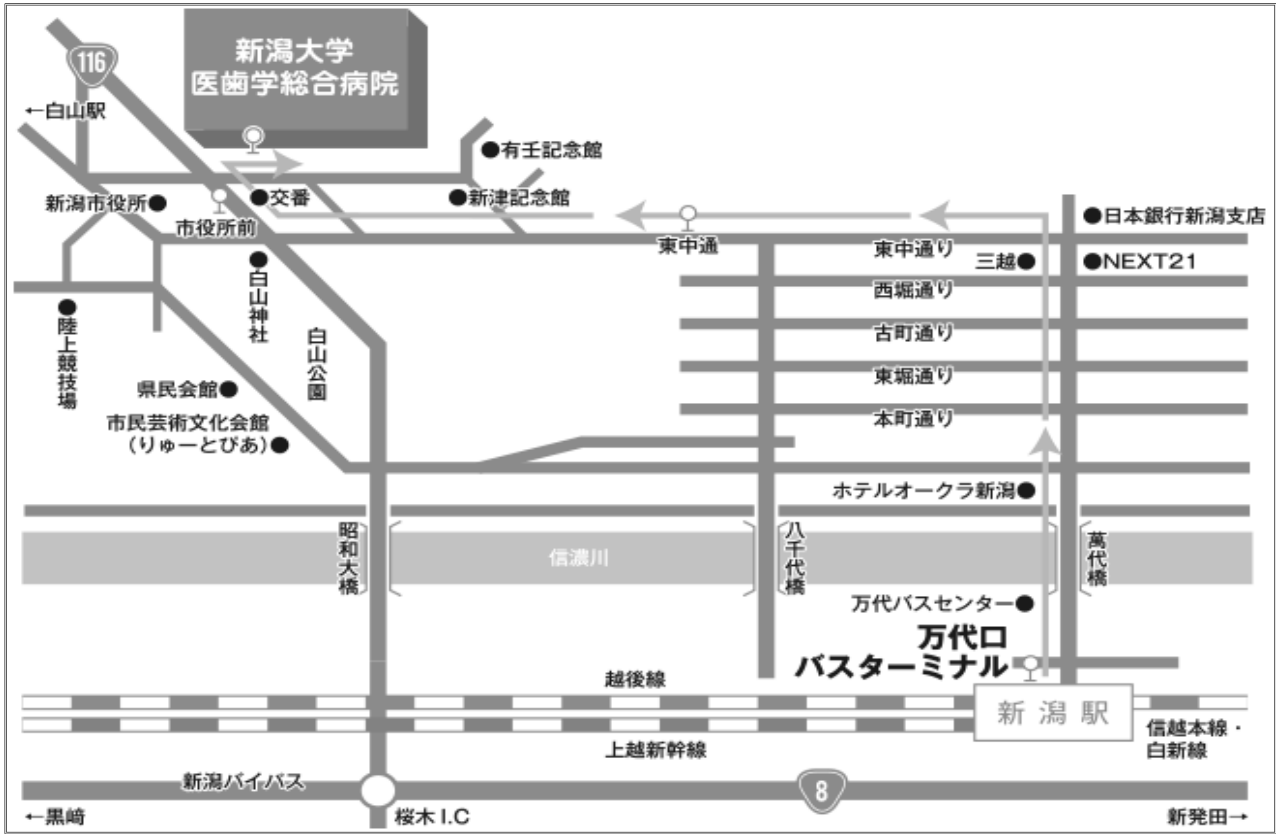 新潟大学
医歯学総合病院
116
←白山駅
有壬記念館
新潟市役所
交番
新津記念館
市役所前
東中通
東中通り
日本銀行新潟支店
三越
NEXT21
白山神社
西堀通り
白山公園
古町通り
陸上競技場
東堀通り
県民会館
本町通り
市民芸術文化会館
(りゅーとぴあ)
ホテルオークラ新潟
昭和大橋
信濃川
八千代橋
萬代橋
万代バスセンター
万代口
バスターミナル
越後線
新潟駅
上越新幹線
信越本線・
白新線
新潟バイパス
8
←黒崎
桜木I.C
新発田→